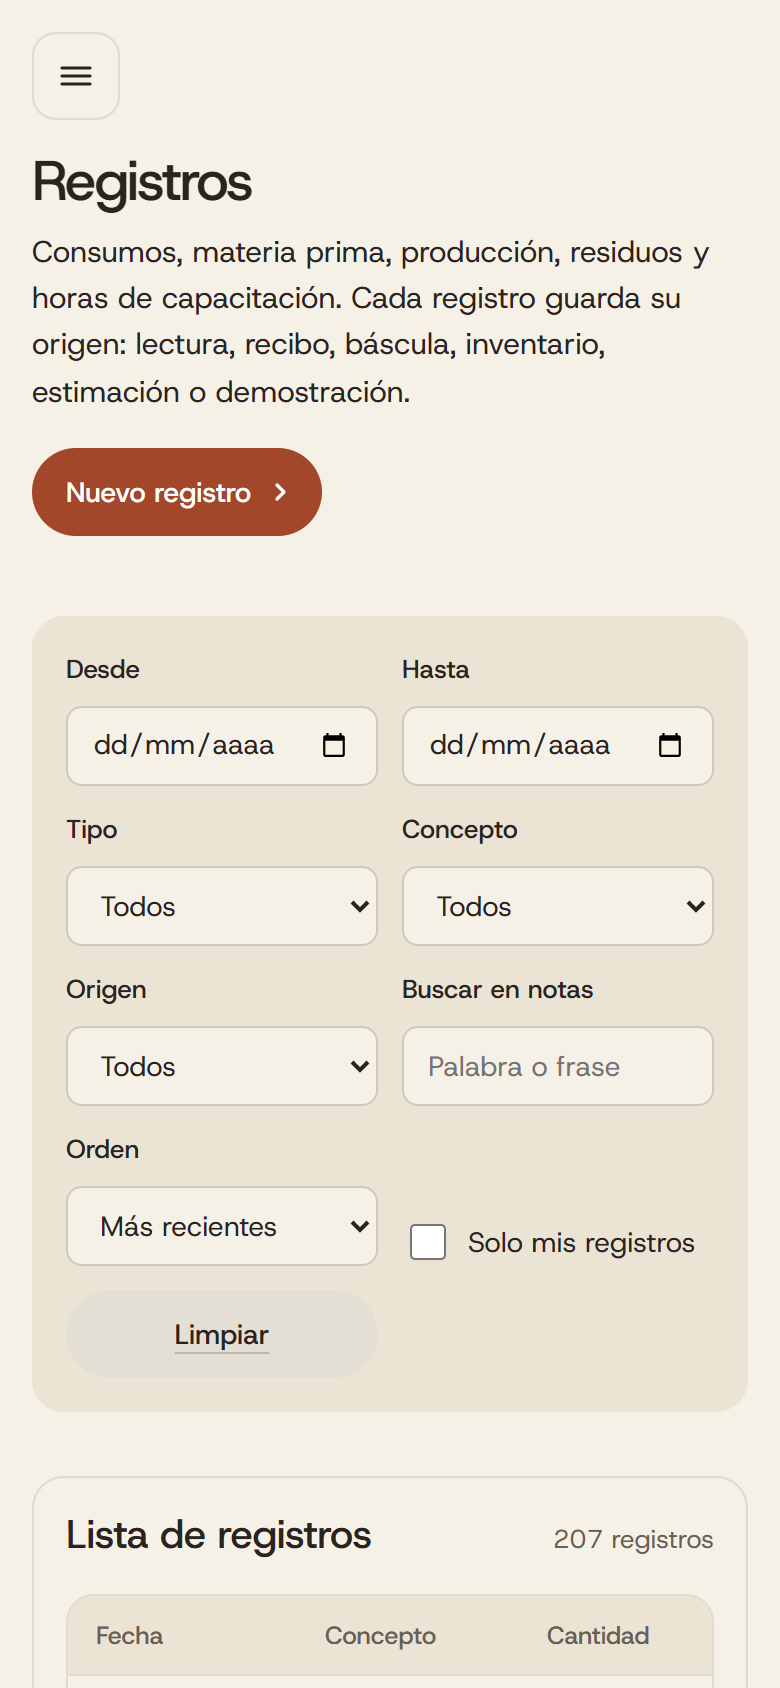 Registros
Consumos, materia prima, producción, residuos y
horas de capacitación. Cada registro guarda su
origen: lectura, recibo, báscula, inventario,
estimación o demostración.
Nuevo registro
Desde
Hasta
dd/mm/aaaa
dd/mm/aaaa
Tipo
Concepto
Todos
Todos
Origen
Buscar en notas
Todos
Palabra o frase
Orden
Más recientes
Solo mis registros
Limpiar
Lista de registros
207 registros
Fecha
Concepto
Cantidad